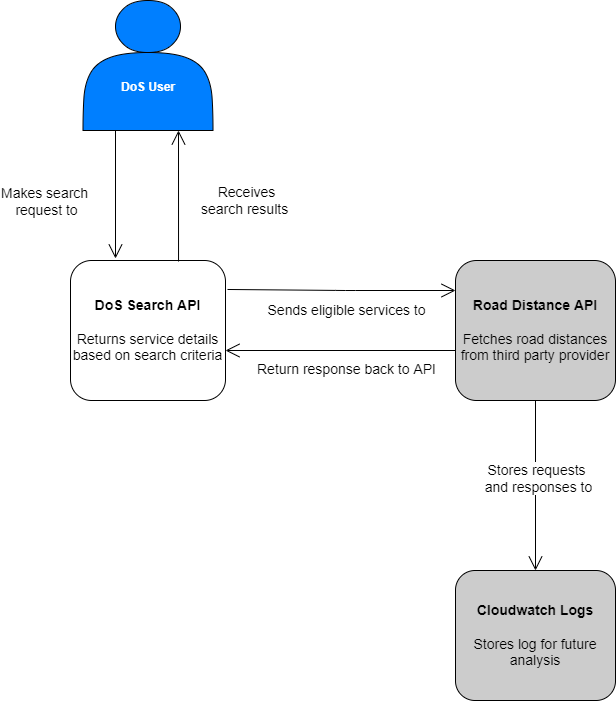 DoS User
Makes search
request to
Receives
search results
DoS Search API
Returns service details
based on search criteria
Sends eligible services to
Return response back to API
Road Distance API
Fetches road distances
from third party provider
Stores requests
and responses to
Cloudwatch Logs
Stores log for future
analysis